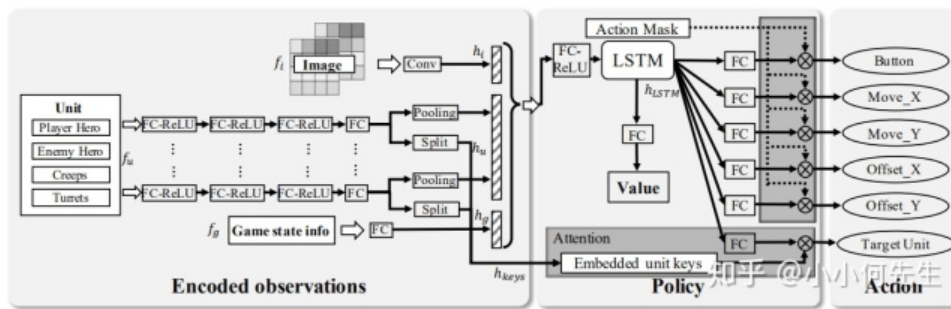 f_i
Image
Conv
h_i
Unit
Player Hero
Enemy Hero
Creeps
Turrets
f_u
FC-ReLU FC-ReLU FC-ReLU FC
Pooling
Split
h_u
FC-ReLU FC-ReLU FC-ReLU FC
Pooling
Split
f_g
Game state info
FC
h_g
h_keys
Encoded observations
Action Mask
FC-
ReLU
LSTM
h_LSTM
FC
Value
FC
FC
FC
FC
FC
FC
Attention
Embedded unit keys
Policy
Button
Move_X
Move_Y
Offset_X
Offset_Y
Target Unit
Action
知乎 @小小何先生